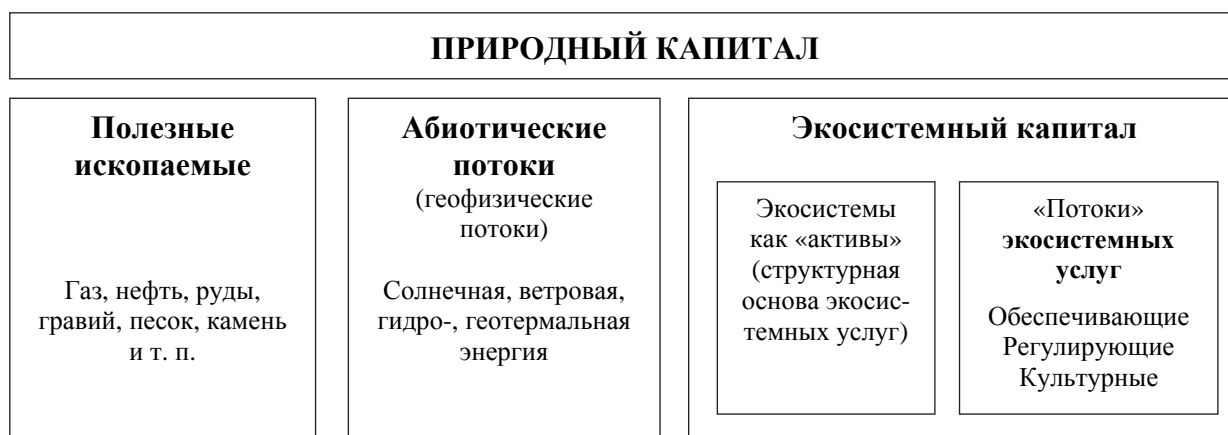 ПРИРОДНЫЙ КАПИТАЛ
Полезные
ископаемые
Газ, нефть, руды,
гравий, песок, камень
и т. п.
Абиотические
потоки
(геофизические
потоки)
Солнечная, ветровая,
гидро-, геотермальная
энергия
Экосистемный капитал
Экосистемы
как «активы»
(структурная
основа экосис-
темных услуг)
«Потоки»
экосистемных
услуг
Обеспечивающие
Регулирующие
Культурные